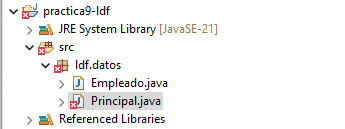 practica9-ldf
JRE System Library [JavaSE-21]
src
ldf.datos
Empleado.java
Principal.java
Referenced Libraries